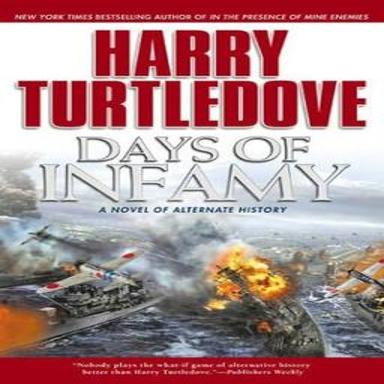 NEW YORK TIMES BESTSELLING AUTHOR OF IN THE PRESENCE OF MINE ENEMIES
HARRY
TURTLEDOVE
DAYS OF
INFAMY
A NOVEL OF ALTERNATE HISTORY
"Nobody plays the what-if game of alternative history
better than Harry Turtledove."—Publishers Weekly